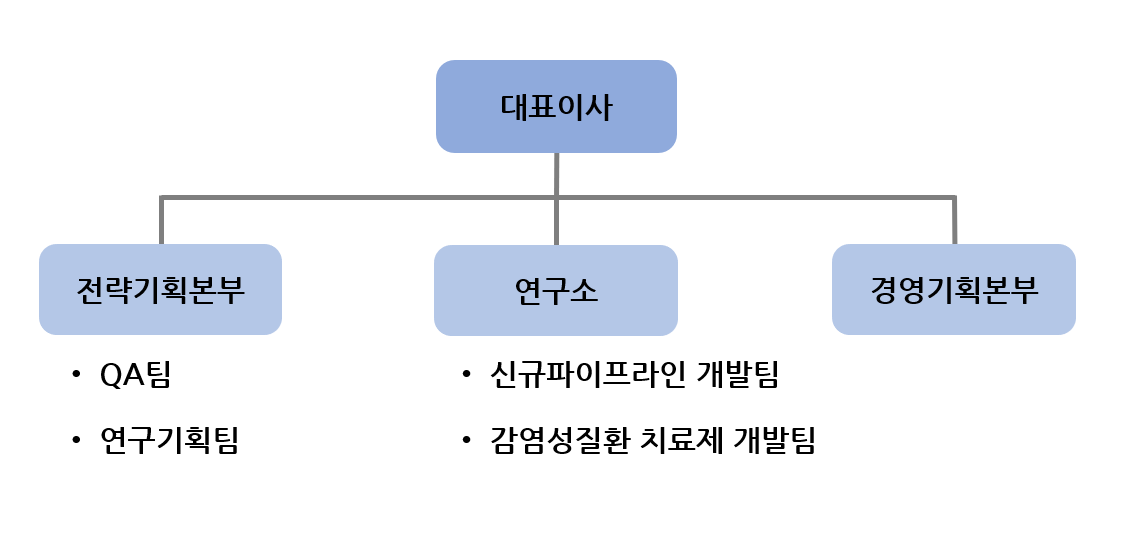 대표이사
전략기획본부
연구소
경영기획본부
• QA팀
• 연구기획팀
• 신규파이프라인 개발팀
• 감염성질환 치료제 개발팀